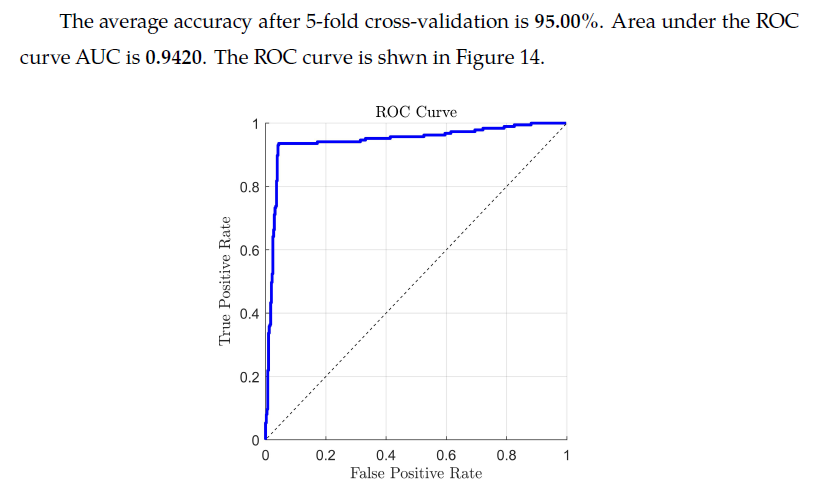 The average accuracy after 5-fold cross-validation is 95.00%. Area under the ROC
curve AUC is 0.9420. The ROC curve is shwn in Figure 14.
ROC Curve
1
0.8
0.6
0.4
0.2
0
True Positive Rate
0 0.2 0.4 0.6 0.8 1
False Positive Rate